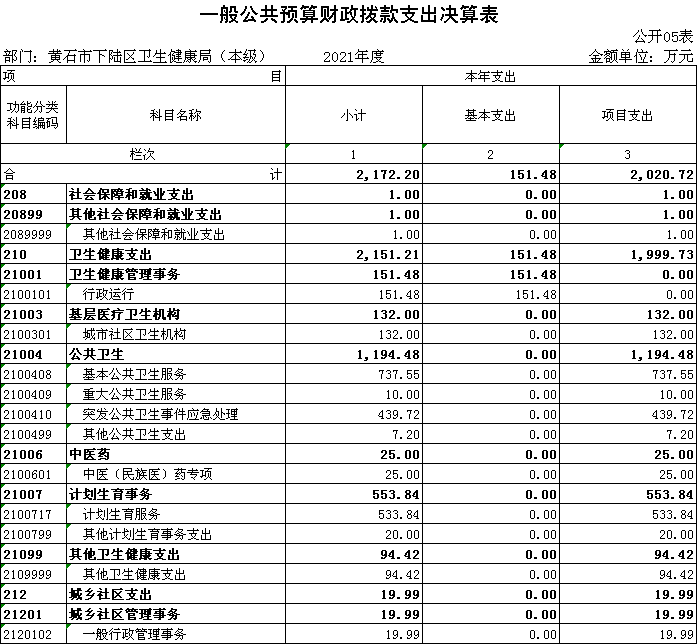 一般公共预算财政拨款支出决算表
公开05表
部门：黄石市下陆区卫生健康局（本级） 2021年度 金额单位：万元
项 目 本年支出
功能分类科目编码 科目名称 小计 基本支出 项目支出
栏次 1 2 3
合 计 2,172.20 151.48 2,020.72
208 社会保障和就业支出 1.00 0.00 1.00
20899 其他社会保障和就业支出 1.00 0.00 1.00
2089999 其他社会保障和就业支出 1.00 0.00 1.00
210 卫生健康支出 2,151.21 151.48 1,999.73
21001 卫生健康管理事务 151.48 151.48 0.00
2100101 行政运行 151.48 151.48 0.00
21003 基层医疗卫生机构 132.00 0.00 132.00
2100301 城市社区卫生机构 132.00 0.00 132.00
21004 公共卫生 1,194.48 0.00 1,194.48
2100408 基本公共卫生服务 737.55 0.00 737.55
2100409 重大公共卫生服务 10.00 0.00 10.00
2100410 突发公共卫生事件应急处理 439.72 0.00 439.72
2100499 其他公共卫生支出 7.20 0.00 7.20
21006 中医药 25.00 0.00 25.00
2100601 中医（民族医）药专项 25.00 0.00 25.00
21007 计划生育事务 553.84 0.00 553.84
2100717 计划生育服务 533.84 0.00 533.84
2100799 其他计划生育事务支出 20.00 0.00 20.00
21099 其他卫生健康支出 94.42 0.00 94.42
2109999 其他卫生健康支出 94.42 0.00 94.42
212 城乡社区支出 19.99 0.00 19.99
21201 城乡社区管理事务 19.99 0.00 19.99
2120102 一般行政管理事务 19.99 0.00 19.99